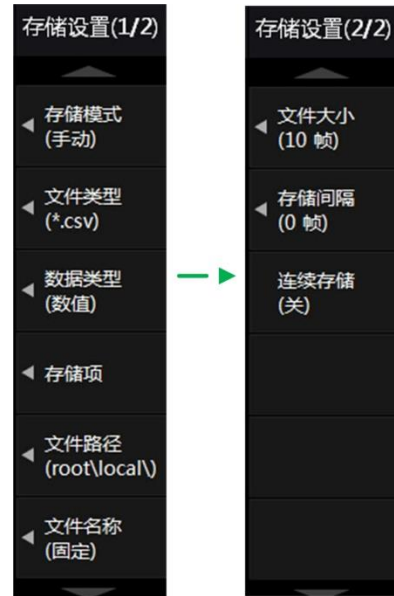 存储设置(1/2)
存储模式
(手动)
文件类型
(*.csv)
数据类型
(数值)
存储项
文件路径
(root\local\)
文件名称
(固定)
存储设置(2/2)
文件大小
(10 帧)
存储间隔
(0 帧)
连续存储
(关)